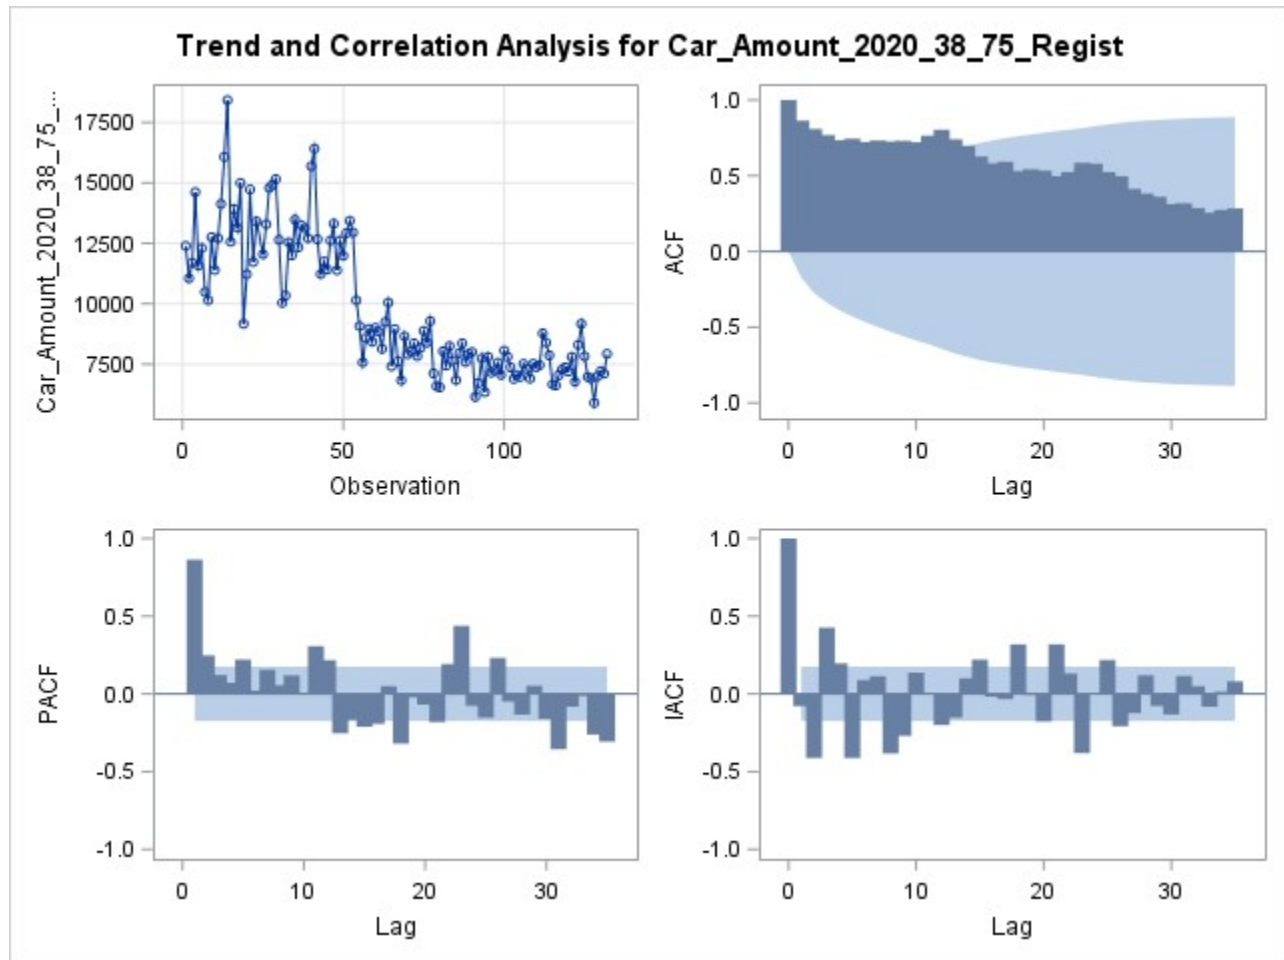 Trend and Correlation Analysis for Car_Amount_2020_38_75_Regist
Car_Amount_2020_38_75_...
17500
15000
12500
10000
7500
0 50 100
Observation
ACF
1.0
0.5
0.0
-0.5
-1.0
0 10 20 30
Lag
PACF
1.0
0.5
0.0
-0.5
-1.0
0 10 20 30
Lag
IACF
1.0
0.5
0.0
-0.5
-1.0
0 10 20 30
Lag